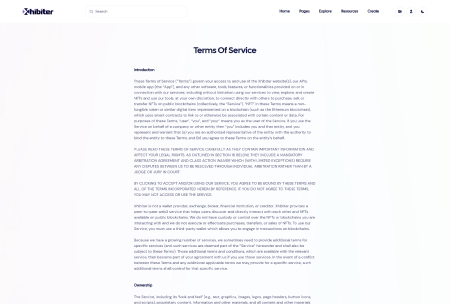 xhibiter
Search
Home
Pages
Explore
Resources
Create
Terms Of Service
Introduction
These Terms of Service ("Terms") govern your access to and use of the Xhibiter website(s), our APIs,
mobile app (the "App"), and any other software, tools, features, or functionalities provided on or in
connection with our services; including without limitation using our services to view, explore and create
NFTs and use our tools, at your own discretion, to connect directly with others to purchase, sell or
transfer NFTs on public blockchains (collectively, the "Service"). "NFT" in these Terms means a non-
fungible token or similar digital item implemented on a blockchain (such as the Ethereum blockchain),
which uses smart contracts to link to or otherwise be associated with certain content or data. For
purposes of these Terms, "user", "you", and "your" means you as the user of the Service. If you use the
Service on behalf of a company or other entity then "you" includes you and that entity, and you
represent and warrant that (a) you are an authorized representative of the entity with the authority to
bind the entity to these Terms, and (b) you agree to these Terms on the entity's behalf.
PLEASE READ THESE TERMS OF SERVICE CAREFULLY AS THEY CONTAIN IMPORTANT INFORMATION AND
AFFECT YOUR LEGAL RIGHTS. AS OUTLINED IN SECTION 16 BELOW, THEY INCLUDE A MANDATORY
ARBITRATION AGREEMENT AND CLASS ACTION WAIVER WHICH (WITH LIMITED EXCEPTIONS) REQUIRE
ANY DISPUTES BETWEEN US TO BE RESOLVED THROUGH INDIVIDUAL ARBITRATION RATHER THAN BY A
JUDGE OR JURY IN COURT.
BY CLICKING TO ACCEPT AND/OR USING OUR SERVICE, YOU AGREE TO BE BOUND BY THESE TERMS AND
ALL OF THE TERMS INCORPORATED HEREIN BY REFERENCE. IF YOU DO NOT AGREE TO THESE TERMS,
YOU MAY NOT ACCESS OR USE THE SERVICE.
Xhibiter is not a wallet provider, exchange, broker, financial institution, or creditor. Xhibiter provides a
peer-to-peer web3 service that helps users discover and directly interact with each other and NFTs
available on public blockchains. We do not have custody or control over the NFTs or blockchains you are
interacting with and we do not execute or effectuate purchases, transfers, or sales of NFTs. To use our
Service, you must use a third-party wallet which allows you to engage in transactions on blockchains.
Because we have a growing number of services, we sometimes need to provide additional terms for
specific services (and such services are deemed part of the "Service" hereunder and shall also be
subject to these Terms). Those additional terms and conditions, which are available with the relevant
service, then become part of your agreement with us if you use those services. In the event of a conflict
between these Terms and any additional applicable terms we may provide for a specific service, such
additional terms shall control for that specific service.
Ownership
The Service, including its "look and feel" (e.g., text, graphics, images, logos, page headers, button icons,
and scripts), proprietary content, information and other materials, and all content and other materials